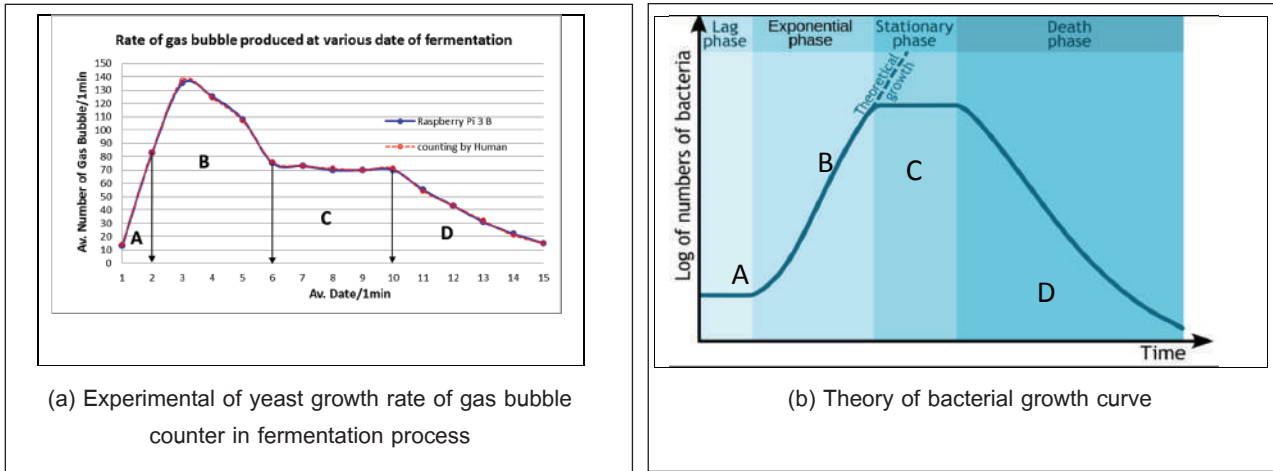 Rate of gas bubble produced at various date of fermentation
Av. Number of Gas Bubble/1min
150
140
130
120
110
100
90
80
70
60
50
40
30
20
10
0
Raspberry Pi 3 B
counting by Human
A
B
C
D
1 2 3 4 5 6 7 8 9 10 11 12 13 14 15
Av. Date/1min
(a) Experimental of yeast growth rate of gas bubble
counter in fermentation process
Lag
phase
Exponential
phase
Stationary
phase
Death
phase
Theoretical
growth
Log of numbers of bacteria
A
B
C
D
Time
(b) Theory of bacterial growth curve